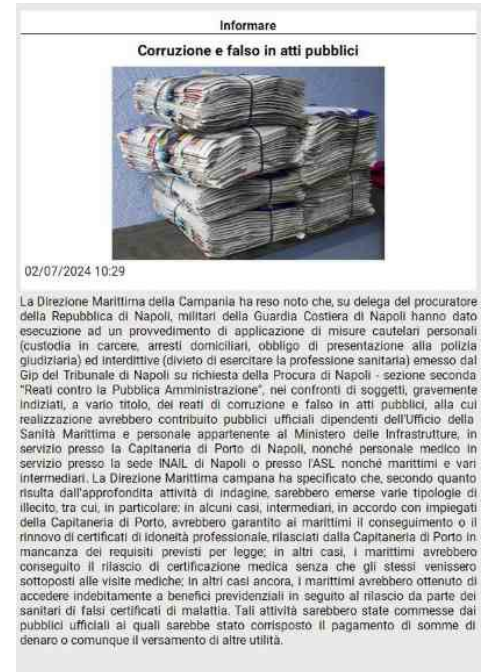 Informare
Corruzione e falso in atti pubblici
02/07/2024 10:29
La Direzione Marittima della Campania ha reso noto che, su delega del procuratore
della Repubblica di Napoli, militari della Guardia Costiera di Napoli hanno dato
esecuzione ad un provvedimento di applicazione di misure cautelari personali
(custodia in carcere, arresti domiciliari, obbligo di presentazione alla polizia
giudiziaria) ed interdittive (divieto di esercitare la professione sanitaria) emesso dal
Gip del Tribunale di Napoli su richiesta della Procura di Napoli - sezione seconda
"Reati contro la Pubblica Amministrazione", nei confronti di soggetti, gravemente
indiziati, a vario titolo, dei reati di corruzione e falso in atti pubblici, alla cui
realizzazione avrebbero contribuito pubblici ufficiali dipendenti dell'Ufficio della
Sanità Marittima e personale appartenente al Ministero delle Infrastrutture, in
servizio presso la Capitaneria di Porto di Napoli, nonché personale medico in
servizio presso la sede INAIL di Napoli o presso l'ASL nonché marittimi e vari
intermediari. La Direzione Marittima campana ha specificato che, secondo quanto
risulta dall'approfondita attività di indagine, sarebbero emerse varie tipologie di
illecito, tra cui, in particolare: in alcuni casi, intermediari, in accordo con impiegati
della Capitaneria di Porto, avrebbero garantito ai marittimi il conseguimento o il
rinnovo di certificati di idoneità professionale, rilasciati dalla Capitaneria di Porto in
mancanza dei requisiti previsti per legge; in altri casi, i marittimi avrebbero
conseguito il rilascio di certificazione medica senza che gli stessi venissero
sottoposti alle visite mediche; in altri casi ancora, i marittimi avrebbero ottenuto di
accedere indebitamente a benefici previdenziali in seguito al rilascio da parte dei
sanitari di falsi certificati di malattia. Tali attività sarebbero state commesse dai
pubblici ufficiali ai quali sarebbe stato corrisposto il pagamento di somme di
denaro o comunque il versamento di altre utilità.